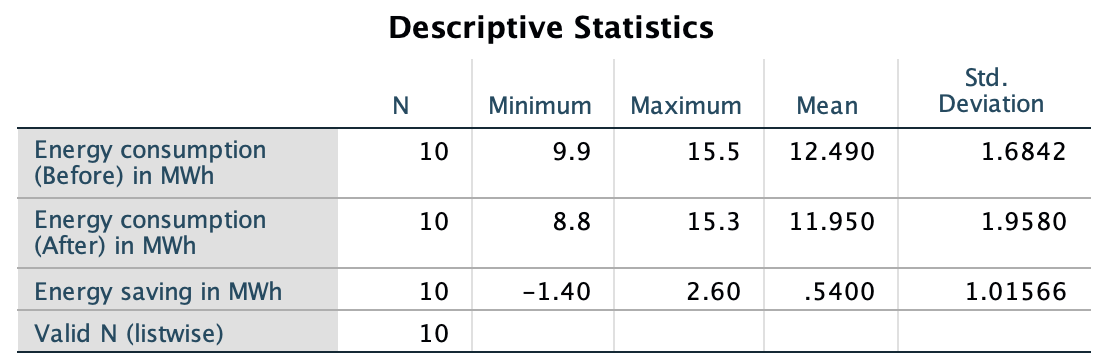 Descriptive Statistics
N Minimum Maximum Mean Std. Deviation
Energy consumption (Before) in MWh 10 9.9 15.5 12.490 1.6842
Energy consumption (After) in MWh 10 8.8 15.3 11.950 1.9580
Energy saving in MWh 10 −1.40 2.60 .5400 1.01566
Valid N (listwise) 10